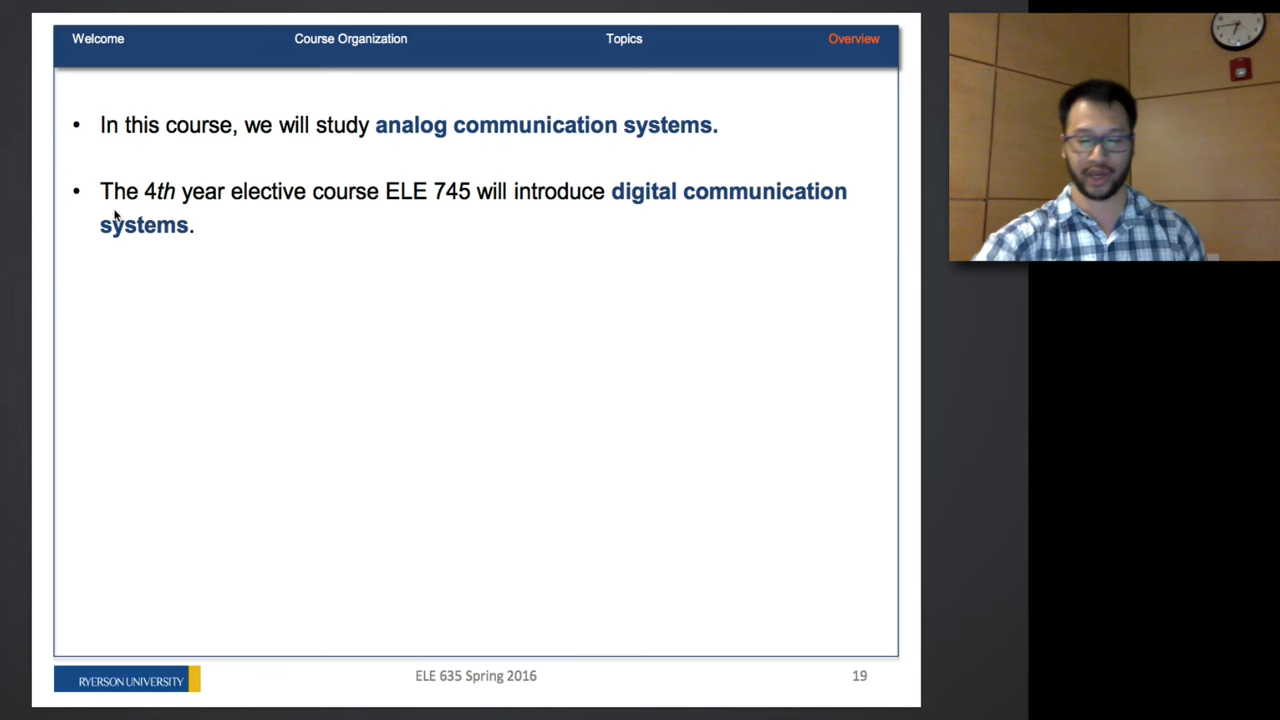 Welcome
Course Organization
Topics
Overview
• In this course, we will study analog communication systems.
• The 4th year elective course ELE 745 will introduce digital communication
systems.
RYERSON UNIVERSITY
ELE 635 Spring 2016
19